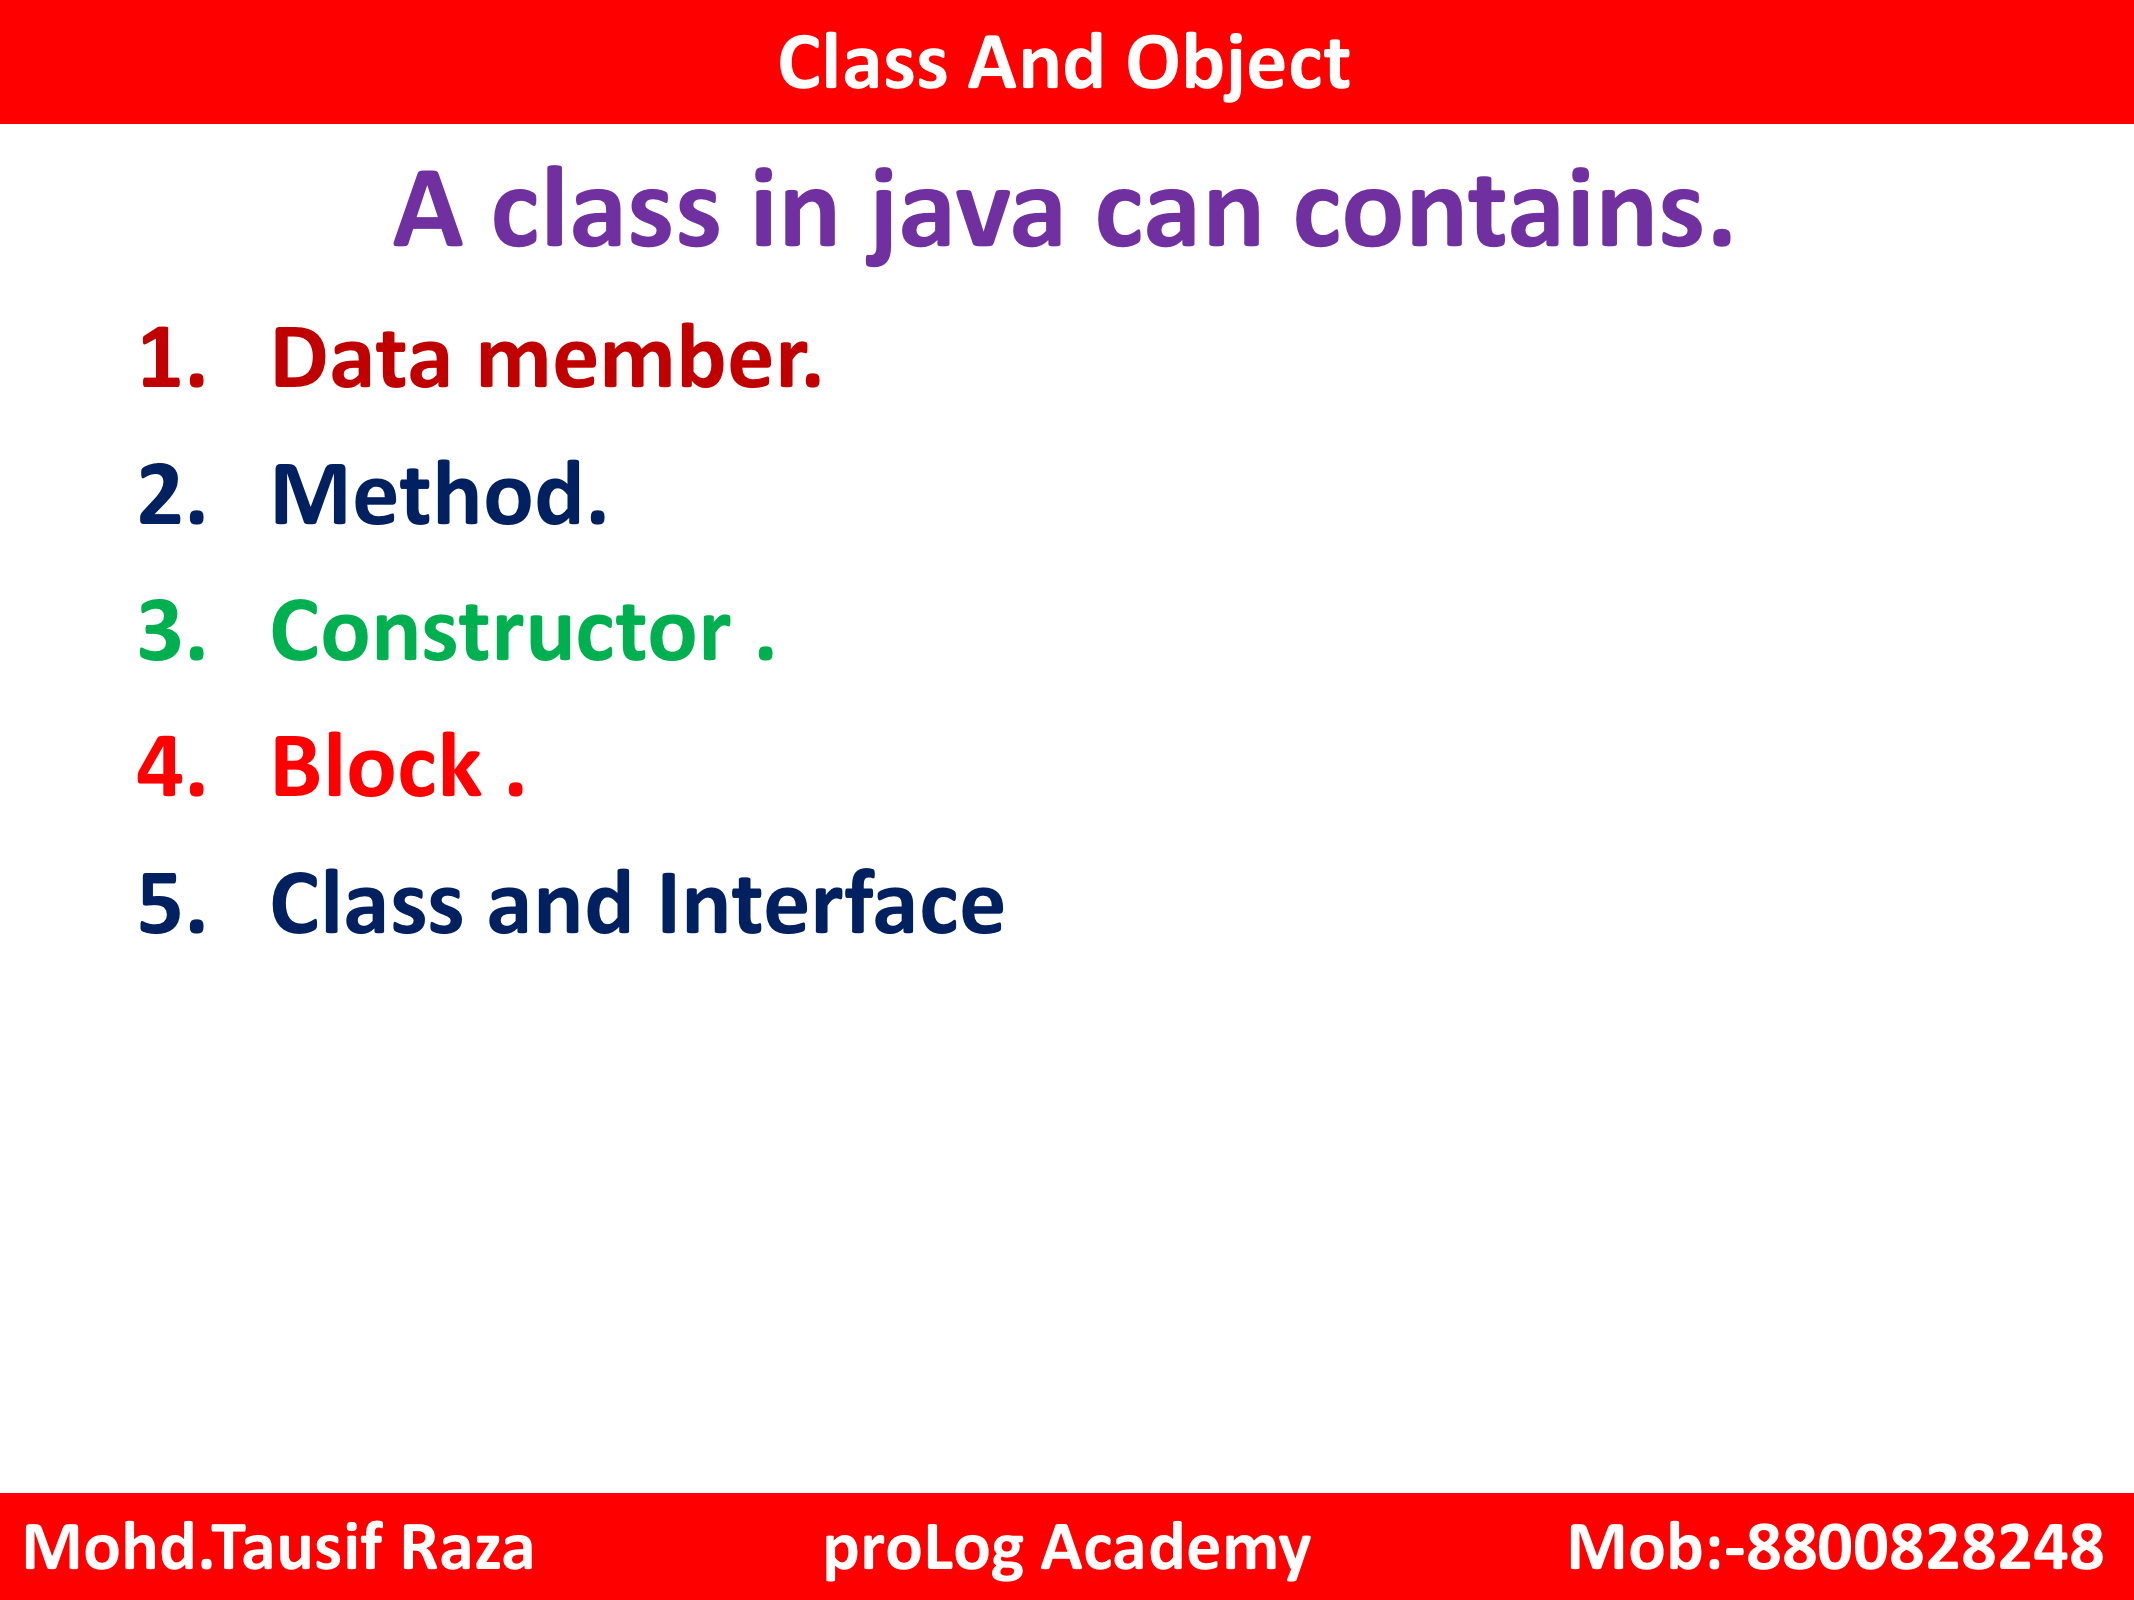 Class And Object
A class in java can contains.
1. Data member.
2. Method.
3. Constructor .
4. Block .
5. Class and Interface
Mohd.Tausif Raza proLog Academy Mob:-8800828248